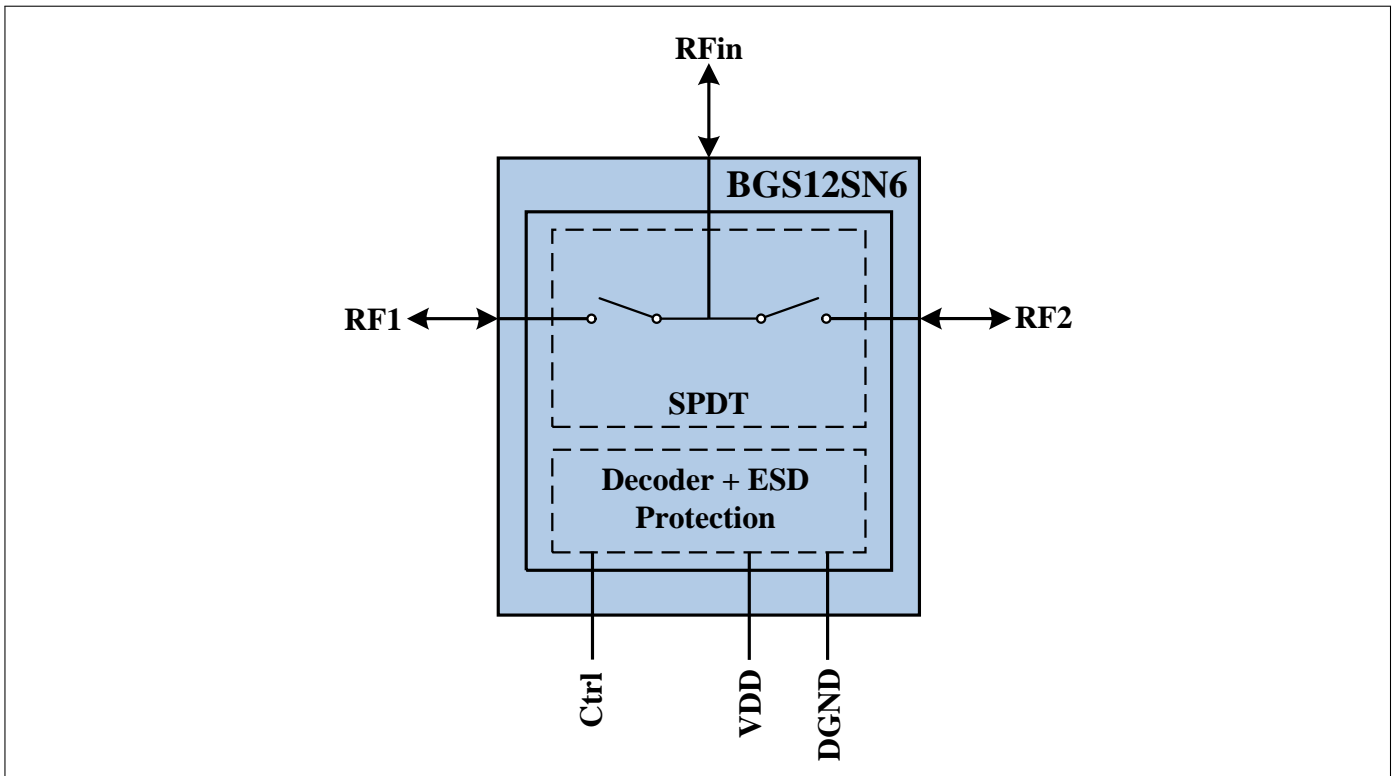 RFin
BGS12SN6
RF1
RF2
SPDT
Decoder + ESD
Protection
Ctrl
VDD
DGND